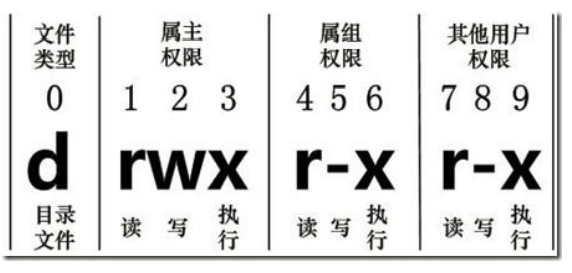 文件 属主 属组 其他用户
类型 权限 权限 权限
0 1 2 3 4 5 6 7 8 9
d rwx r-x r-x
目录 读 写 执 读 写 执 读 写 执
文件 行 行 行